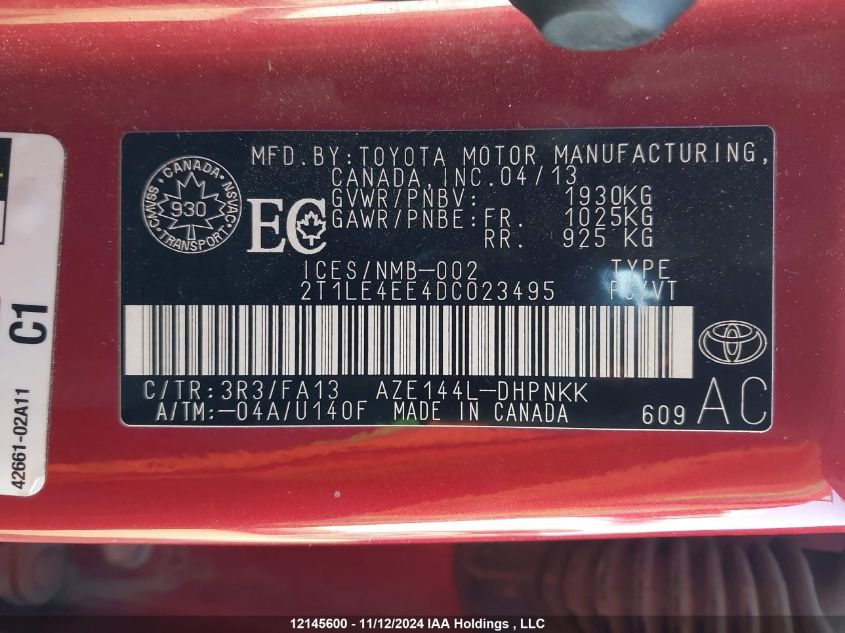 MFD.BY:TOYOTA MOTOR MANUFACTURING,
CANADA,INC.04/13
GVWR/PNBV: 1930KG
GAWR/PNBE:FR. 1025KG
RR. 925 KG
CANADA
CMVSS NSVAC
930
TRANSPORT
EC
ICES/NMB-002 TYPE
2T1LE4EE4DC023495 PC/VT
C/TR:3R3/FA13 AZE144L-DHPNKK
A/TM:-04A/U140F MADE IN CANADA
609 AC
C1
42661-02A11
12145600 - 11/12/2024 IAA Holdings , LLC